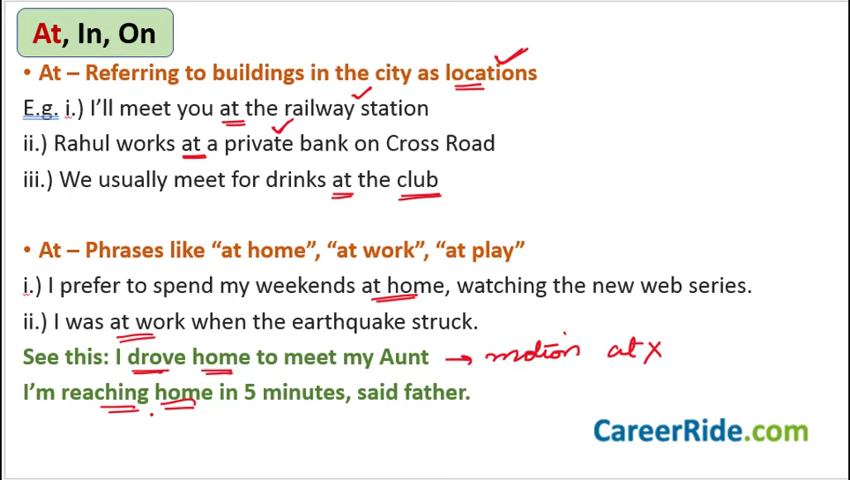 At, In, On
• At – Referring to buildings in the city as locations
E.g. i.) I'll meet you at the railway station
ii.) Rahul works at a private bank on Cross Road
iii.) We usually meet for drinks at the club
• At – Phrases like “at home”, “at work”, “at play”
i.) I prefer to spend my weekends at home, watching the new web series.
ii.) I was at work when the earthquake struck.
See this: I drove home to meet my Aunt → motion at x
I'm reaching home in 5 minutes, said father.
CareerRide.com